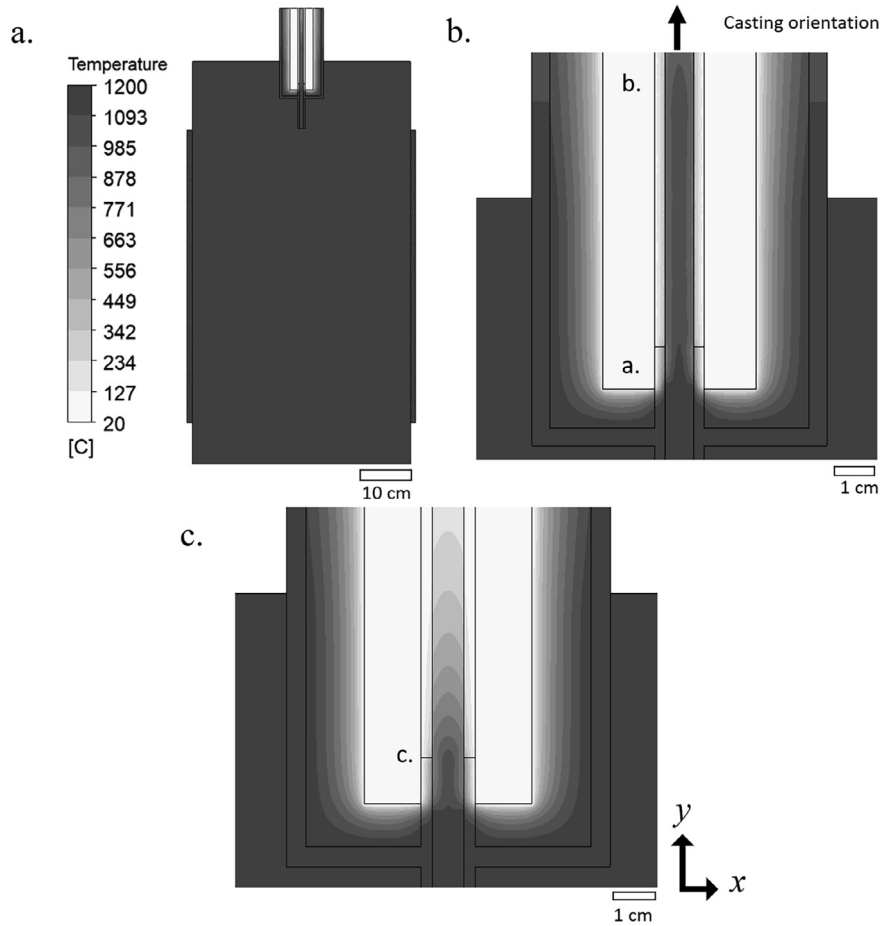 a.
Temperature
1200
1093
985
878
771
663
556
449
342
234
127
20
[C]
10 cm
b.
Casting orientation
b.
a.
1 cm
c.
c.
y
x
1 cm